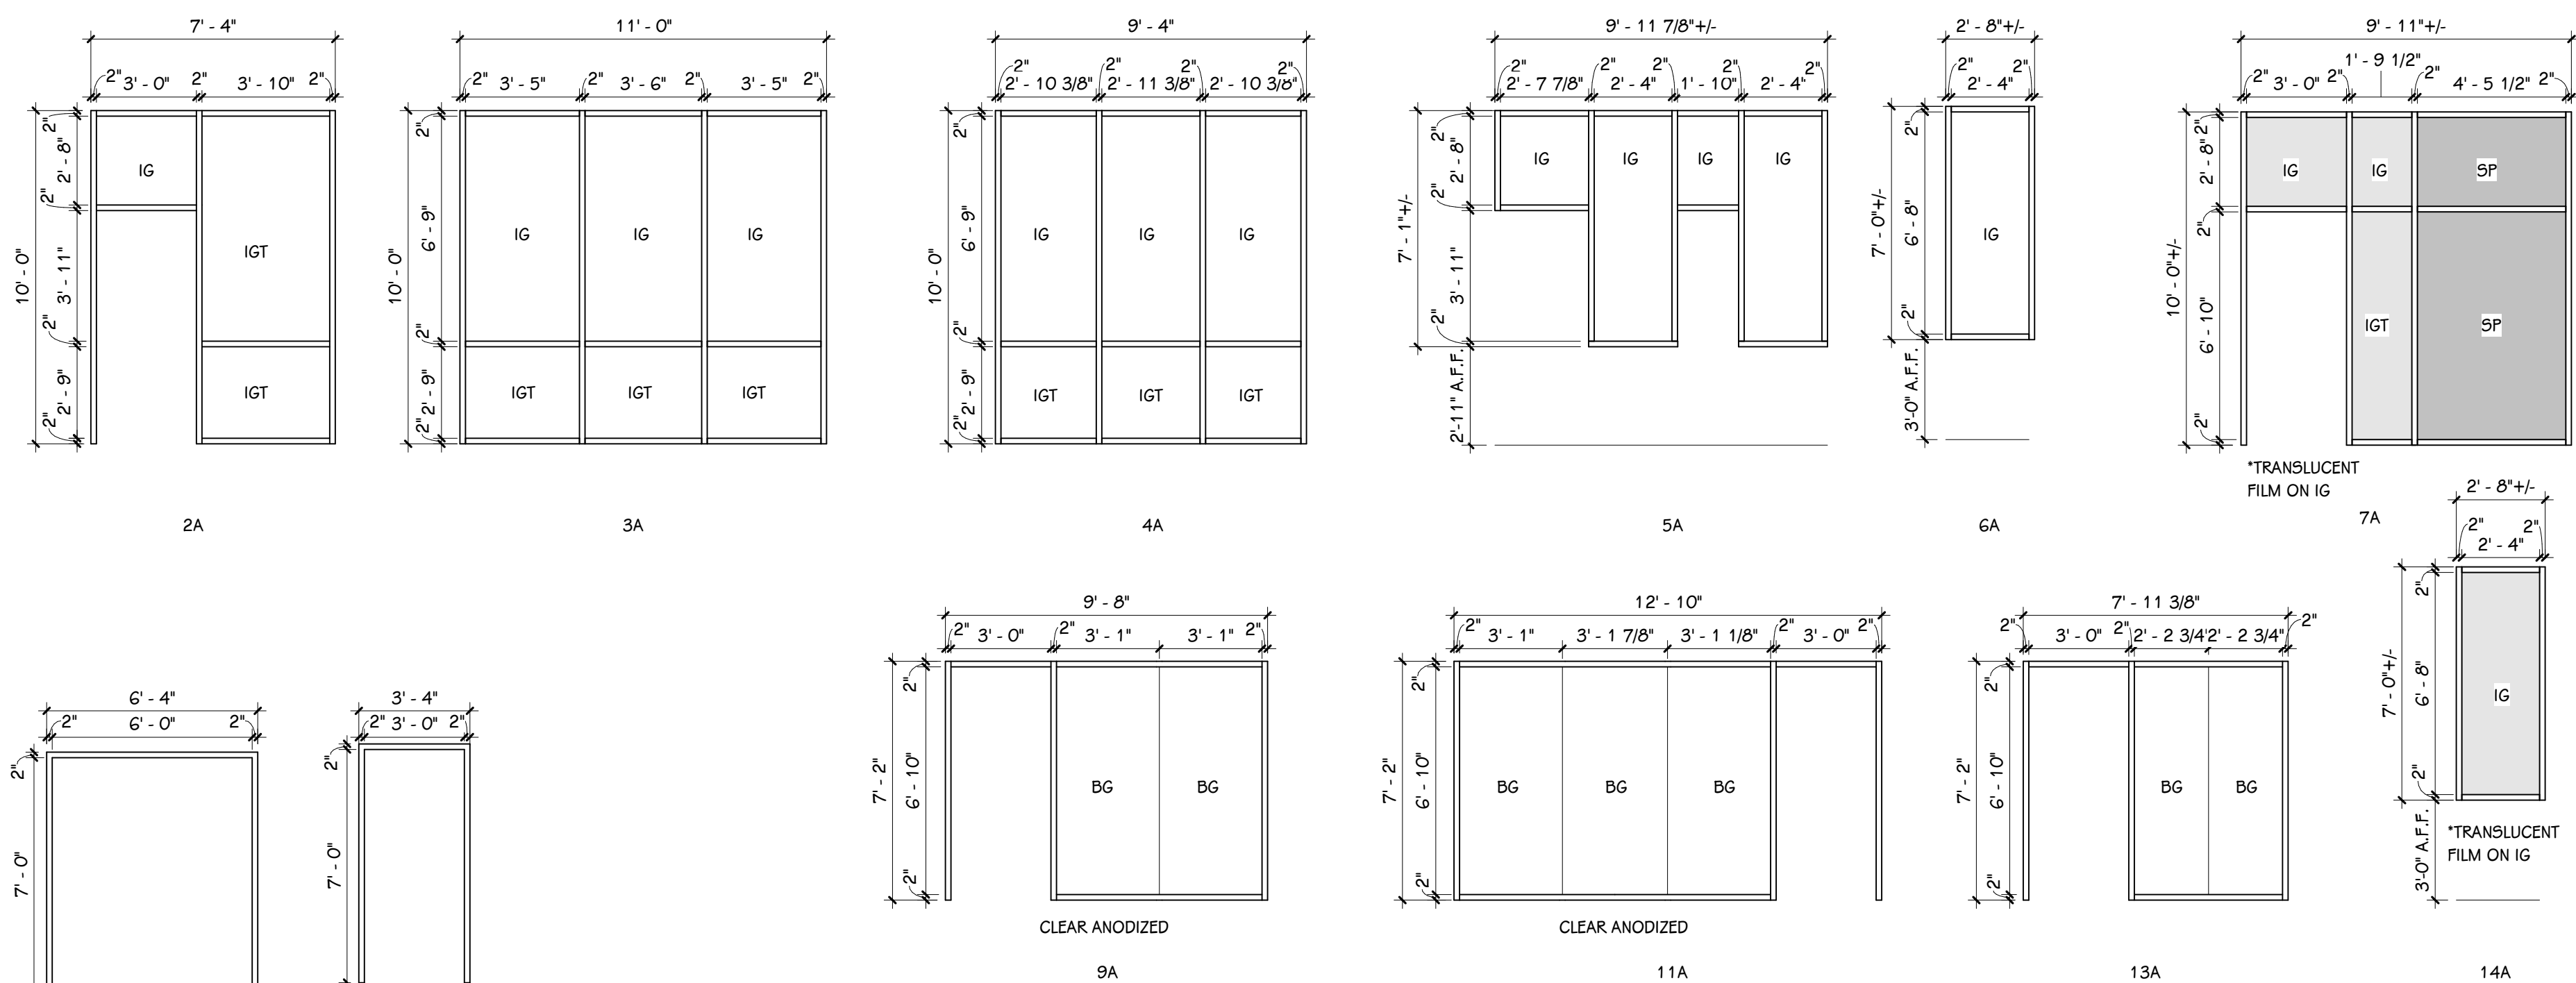 7' - 4"
2" 3' - 0" 2" 3' - 10" 2"
10' - 0"
2"
2' - 8"
2"
3' - 11"
2"
2' - 9"
2"
IG
IGT
IGT
2A
11' - 0"
2" 3' - 5" 2" 3' - 6" 2" 3' - 5" 2"
10' - 0"
2"
6' - 9"
2"
2' - 9"
2"
IG IG IG
IGT IGT IGT
3A
9' - 4"
2" 2" 2" 2"
2' - 10 3/8" 2' - 11 3/8" 2' - 10 3/8"
10' - 0"
2"
6' - 9"
2"
2' - 9"
2"
IG IG IG
IGT IGT IGT
4A
9' - 11 7/8"+/-
2" 2" 2" 2" 2"
2' - 7 7/8" 2' - 4" 1' - 10" 2' - 4"
7' - 1"+/-
2"
2' - 8"
2"
3' - 11"
2"
2'-11" A.F.F.
IG IG IG IG
5A
2' - 8"+/-
2" 2"
2' - 4"
7' - 0"+/-
2"
6' - 8"
2"
3'-0" A.F.F.
IG
6A
9' - 11"+/-
1' - 9 1/2"
2" 3' - 0" 2" 2" 4' - 5 1/2" 2"
10' - 0"+/-
2"
2' - 8"
2"
6' - 10"
2"
IG IG SP
IGT SP
*TRANSLUCENT
FILM ON IG
7A
6' - 4"
2" 6' - 0" 2"
2"
7' - 0"
3' - 4"
2" 3' - 0" 2"
2"
7' - 0"
9' - 8"
2" 3' - 0" 2" 3' - 1" 3' - 1" 2"
7' - 2"
2"
6' - 10"
2"
BG BG
CLEAR ANODIZED
9A
12' - 10"
2" 3' - 1" 3' - 1 7/8" 3' - 1 1/8" 2" 3' - 0" 2"
7' - 2"
2"
6' - 10"
2"
BG BG BG
CLEAR ANODIZED
11A
7' - 11 3/8"
2" 3' - 0" 2" 2' - 2 3/4" 2' - 2 3/4" 2"
7' - 2"
2"
6' - 10"
2"
BG BG
13A
2' - 8"+/-
2" 2"
2' - 4"
7' - 0"+/-
2"
6' - 8"
2"
3'-0" A.F.F.
IG
*TRANSLUCENT
FILM ON IG
14A